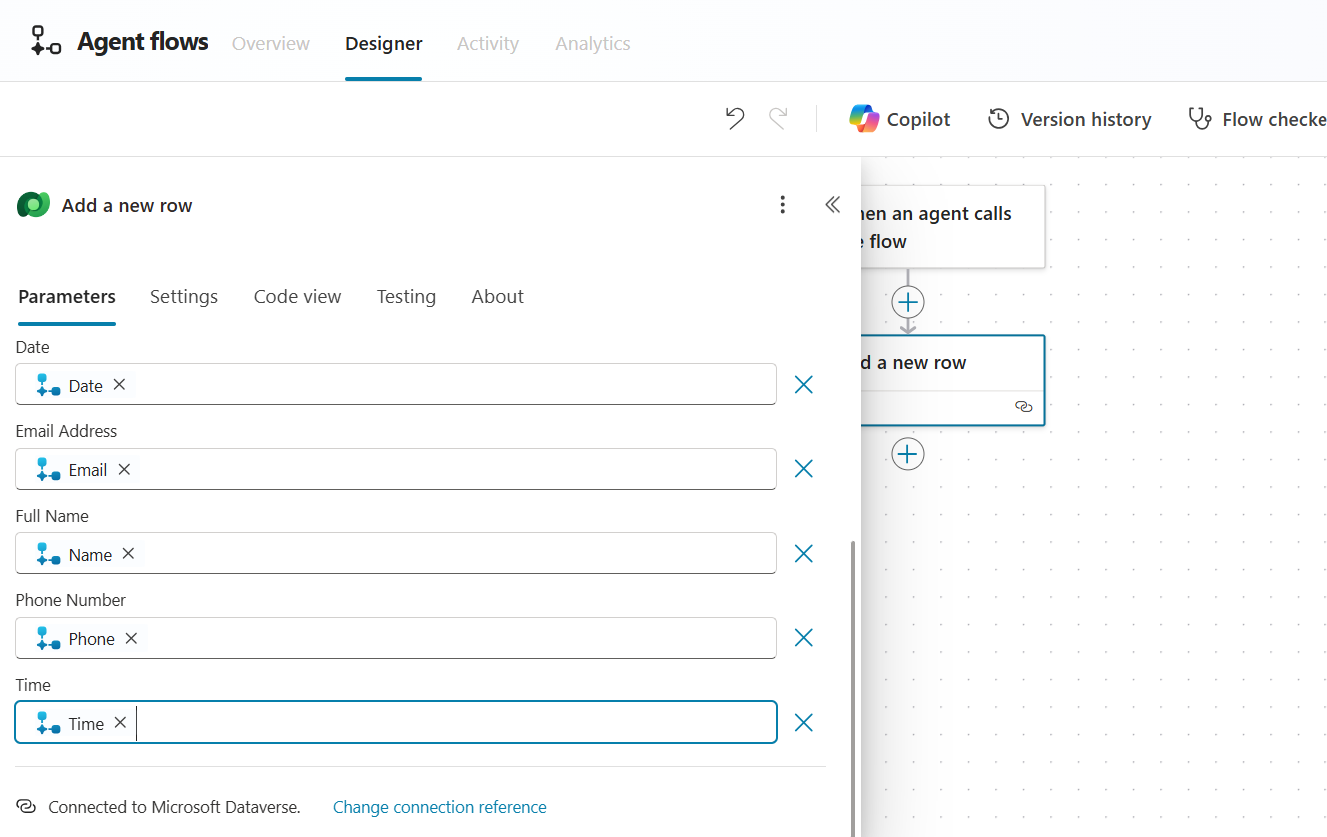 Agent flows Overview Designer Activity Analytics
Copilot Version history Flow checke
Add a new row
Parameters Settings Code view Testing About
Date
Date
Email Address
Email
Full Name
Name
Phone Number
Phone
Time
Time
Connected to Microsoft Dataverse. Change connection reference
hen an agent calls
e flow
d a new row